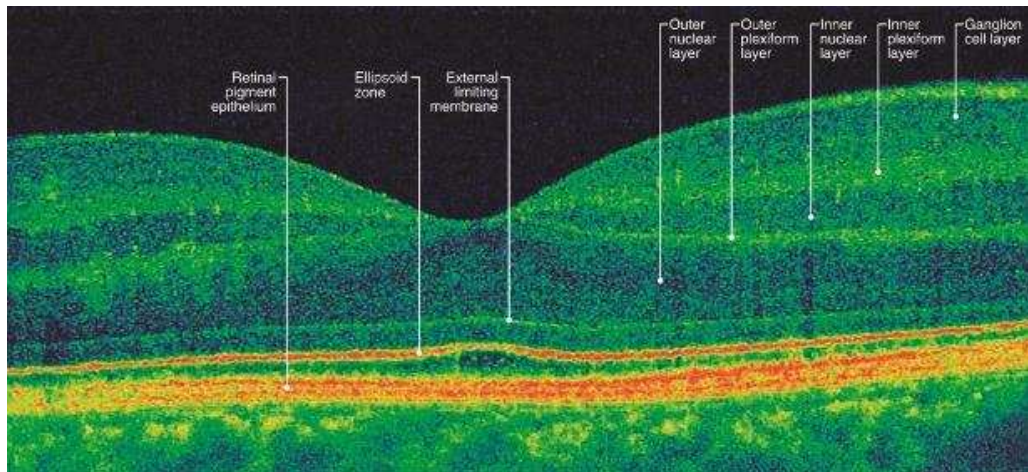 Retinal
pigment
epithelium
Ellipsoid
zone
External
limiting
membrane
Outer
nuclear
layer
Outer
plexiform
layer
Inner
nuclear
layer
Inner
plexiform
layer
Ganglion
cell layer